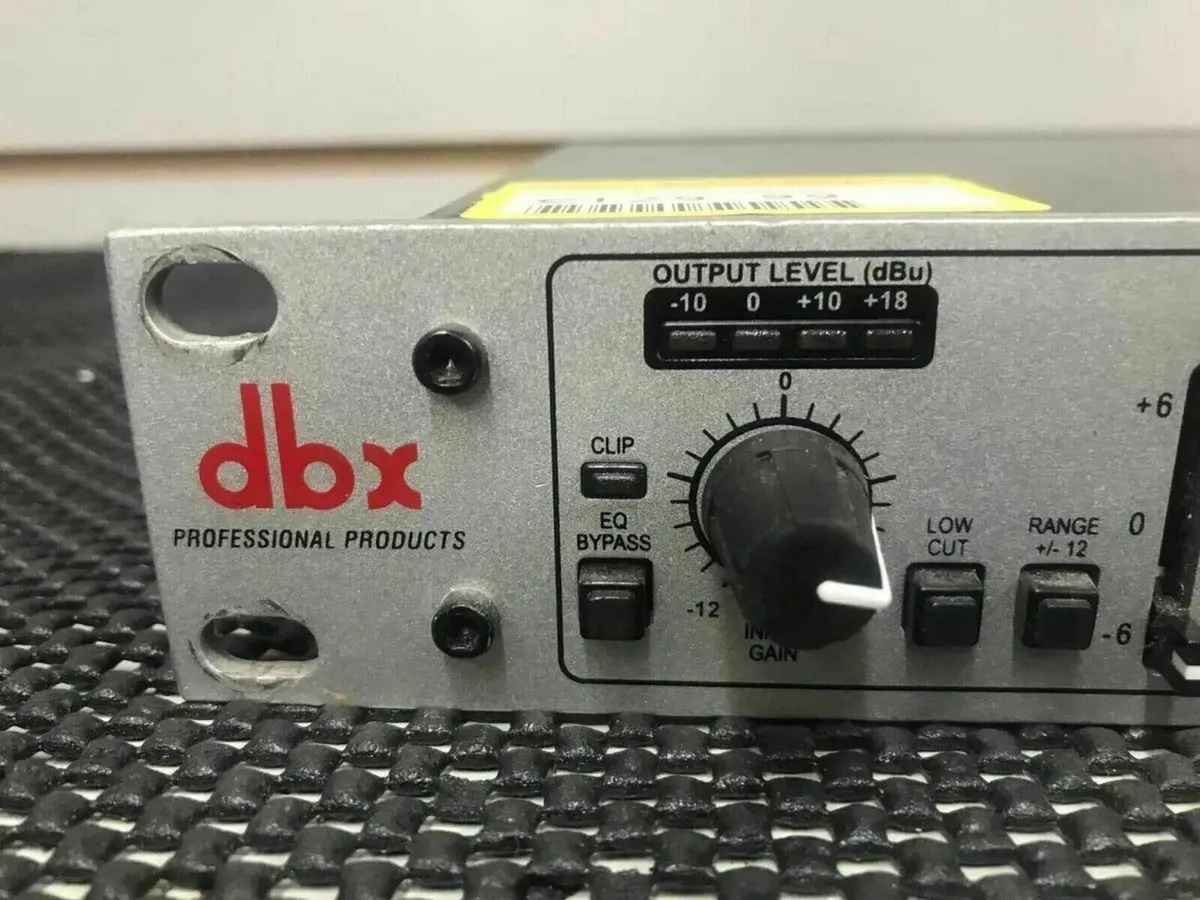 OUTPUT LEVEL (dBu)
-10 0 +10 +18
0
+6
CLIP
dbx
EQ
BYPASS
LOW
CUT
RANGE
+/- 12
0
PROFESSIONAL PRODUCTS
-12
GAIN
-6